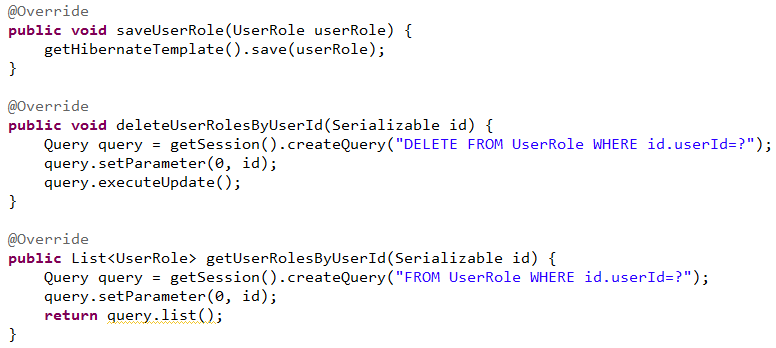 @Override
public void saveUserRole(UserRole userRole) {
    getHibernateTemplate().save(userRole);
}
@Override
public void deleteUserRolesByUserId(Serializable id) {
    Query query = getSession().createQuery("DELETE FROM UserRole WHERE id.userId=?");
    query.setParameter(0, id);
    query.executeUpdate();
}
@Override
public List<UserRole> getUserRolesByUserId(Serializable id) {
    Query query = getSession().createQuery("FROM UserRole WHERE id.userId=?");
    query.setParameter(0, id);
    return query.list();
}